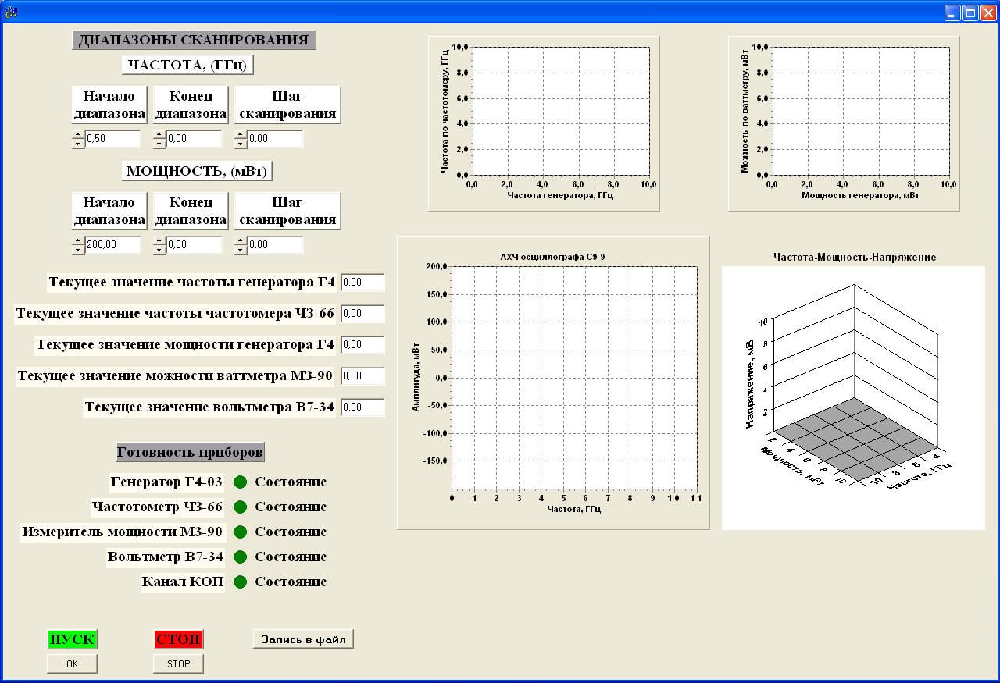 ДИАПАЗОНЫ СКАНИРОВАНИЯ
ЧАСТОТА, (ГГц)
Начало диапазона
Конец диапазона
Шаг сканирования
0,50
0,00
0,00
МОЩНОСТЬ, (мВт)
Начало диапазона
Конец диапазона
Шаг сканирования
200,00
0,00
0,00
Текущее значение частоты генератора Г4 0,00
Текущее значение частоты частотомера ЧЗ-66 0,00
Текущее значение мощности генератора Г4 0,00
Текущее значение можности ваттметра МЗ-90 0,00
Текущее значение вольтметра В7-34 0,00
Готовность приборов
Генератор Г4-03 Состояние
Частотометр ЧЗ-66 Состояние
Измеритель мощности МЗ-90 Состояние
Вольтметр В7-34 Состояние
Канал КОП Состояние
ПУСК
OK
СТОП
STOP
Запись в файл
Частота по частотомеру, ГГц
10,0
8,0
6,0
4,0
2,0
0,0
0,0 2,0 4,0 6,0 8,0 10,0
Частота генератора, ГГц
Можность по ваттметру, мВт
10,0
8,0
6,0
4,0
2,0
0,0
0,0 2,0 4,0 6,0 8,0 10,0
Мощность генератора, мВт
АХЧ осциллографа С9-9
Амплитуда, мВт
200,0
150,0
100,0
50,0
0,0
-50,0
-100,0
-150,0
0 1 2 3 4 5 6 7 8 9 10 11
Частота, ГГц
Частота-Мощность-Напряжение
Напряжение, мВ
10
8
6
4
2
2 4 6 8 10
Мощность, мВт
10 8 6 4
Частота, ГГц